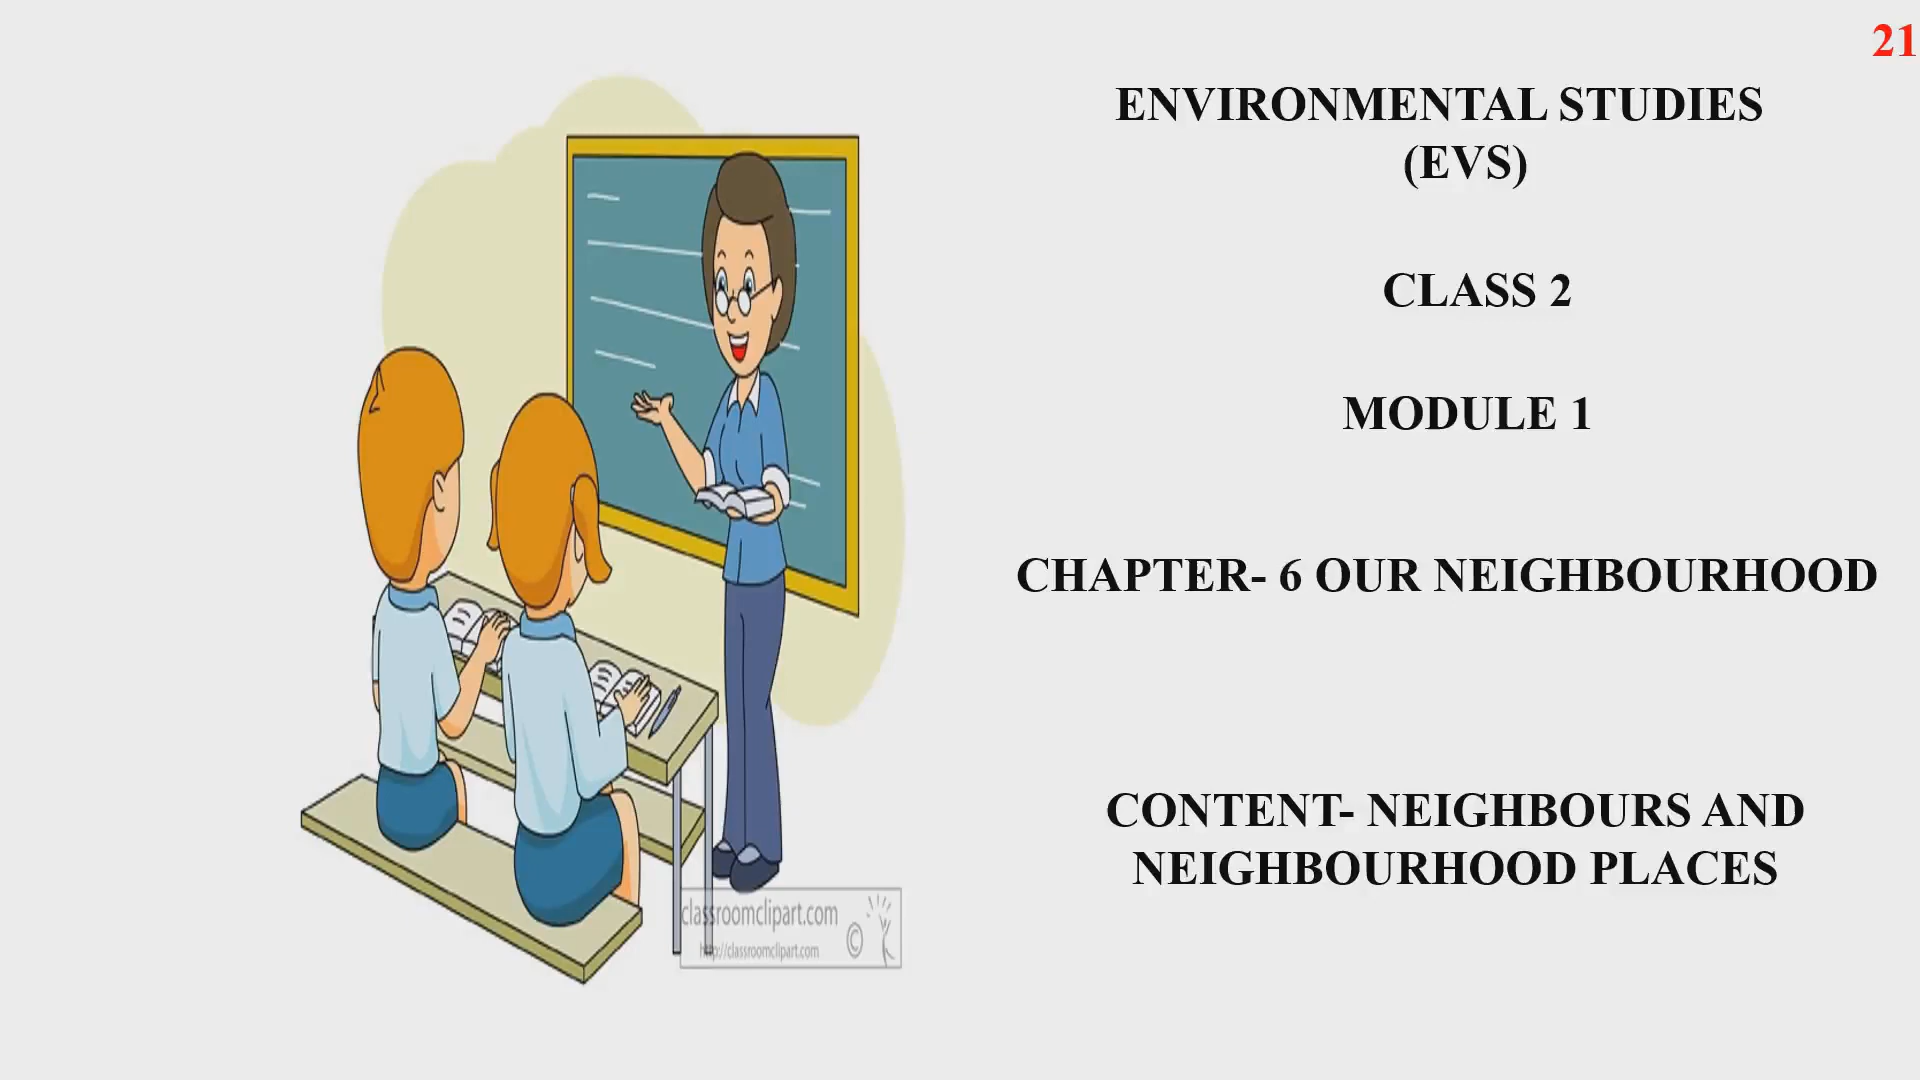 21
ENVIRONMENTAL STUDIES
(EVS)
CLASS 2
MODULE 1
CHAPTER- 6 OUR NEIGHBOURHOOD
CONTENT- NEIGHBOURS AND
NEIGHBOURHOOD PLACES
classroomclipart.com
http://classroomclipart.com
©